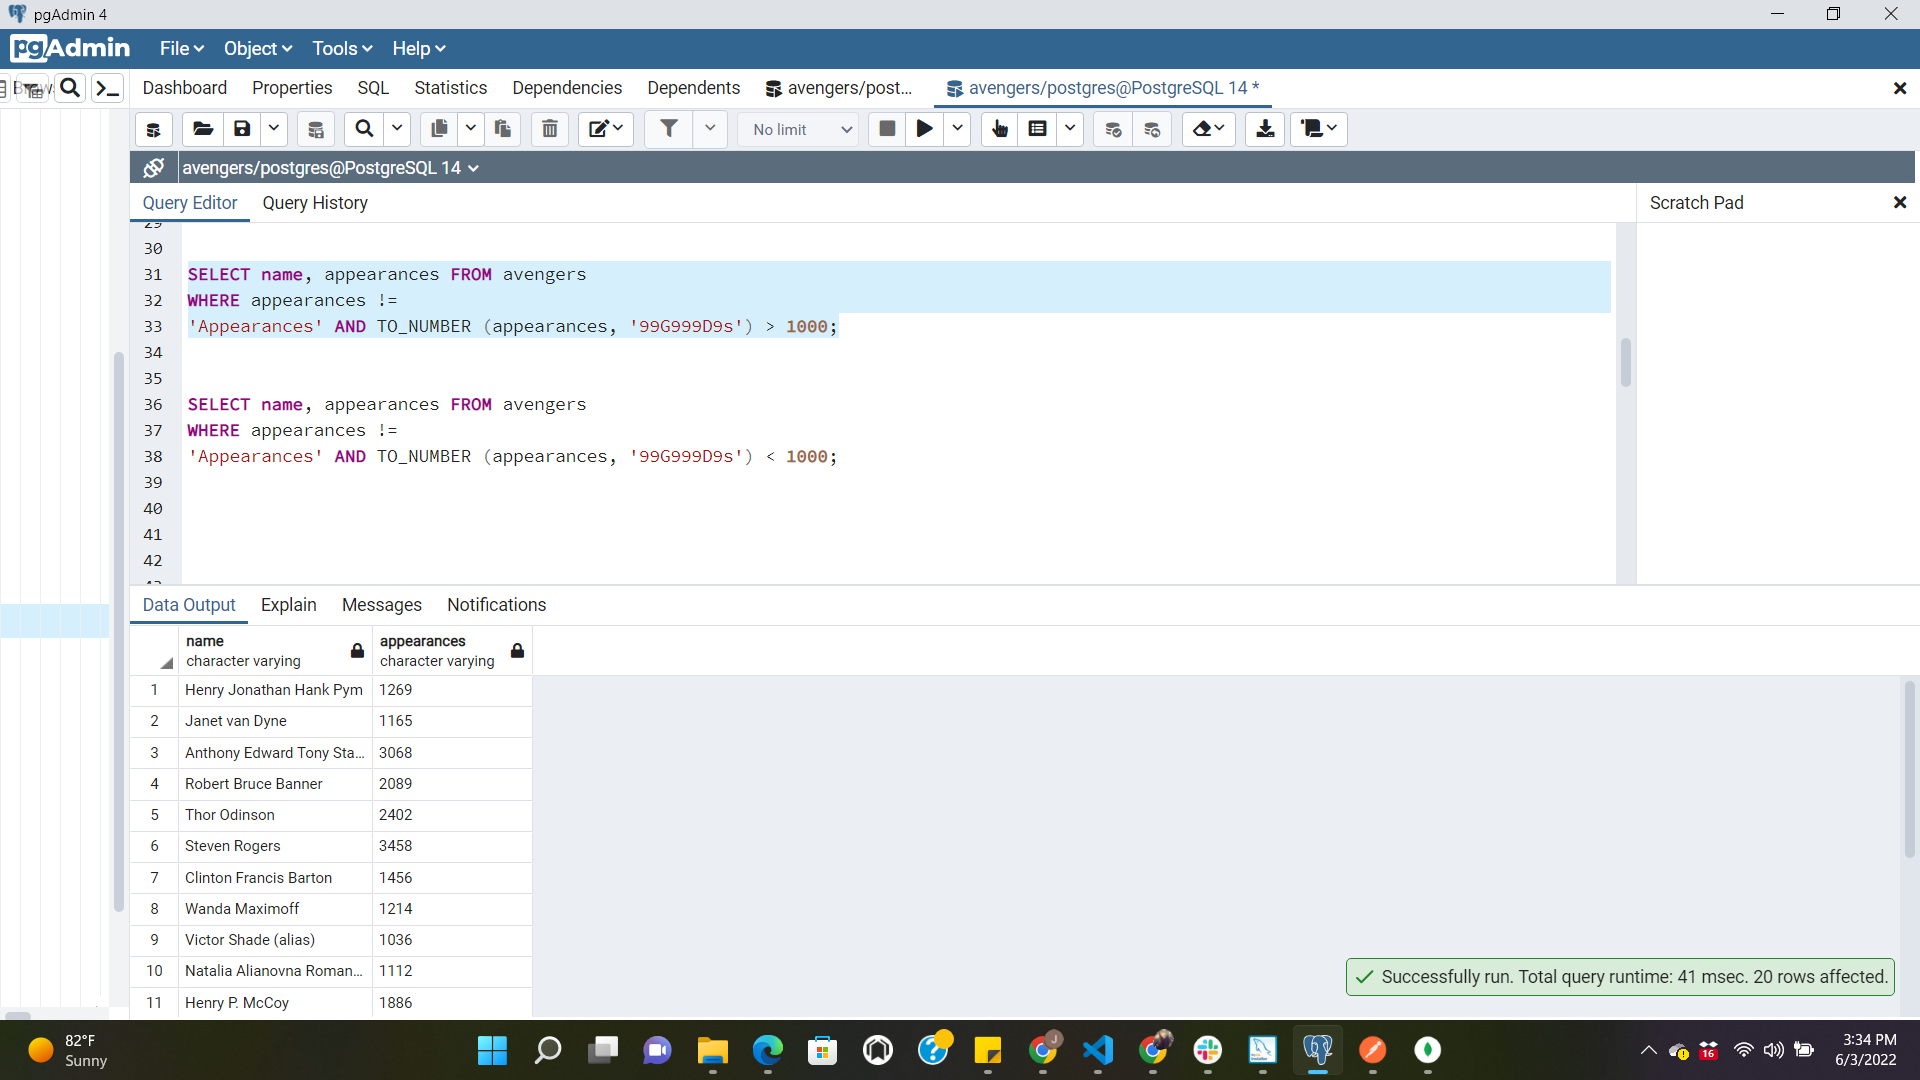 pgAdmin 4
pgAdmin File Object Tools Help
Dashboard Properties SQL Statistics Dependencies Dependents avengers/post... avengers/postgres@PostgreSQL 14 *
No limit
avengers/postgres@PostgreSQL 14
Query Editor Query History
Scratch Pad
29
30
31 SELECT name, appearances FROM avengers
32 WHERE appearances !=
33 'Appearances' AND TO_NUMBER (appearances, '99G999D9s') > 1000;
34
35
36 SELECT name, appearances FROM avengers
37 WHERE appearances !=
38 'Appearances' AND TO_NUMBER (appearances, '99G999D9s') < 1000;
39
40
41
42
Data Output Explain Messages Notifications
name appearances
character varying character varying
1 Henry Jonathan Hank Pym 1269
2 Janet van Dyne 1165
3 Anthony Edward Tony Sta... 3068
4 Robert Bruce Banner 2089
5 Thor Odinson 2402
6 Steven Rogers 3458
7 Clinton Francis Barton 1456
8 Wanda Maximoff 1214
9 Victor Shade (alias) 1036
10 Natalia Alianovna Roman... 1112
11 Henry P. McCoy 1886
Successfully run. Total query runtime: 41 msec. 20 rows affected.
82°F
Sunny
J
16
3:34 PM
6/3/2022